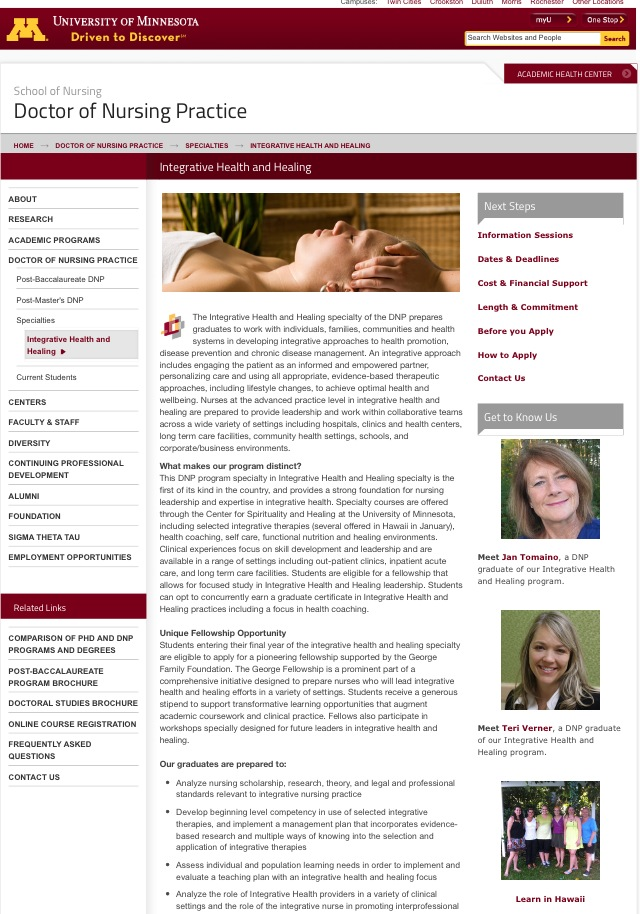 Campuses: Twin Cities Crookston Duluth Morris Rochester Other Locations
UNIVERSITY OF MINNESOTA
Driven to Discover℠
myU
One Stop
Search Websites and People
Search
ACADEMIC HEALTH CENTER
School of Nursing
Doctor of Nursing Practice
HOME → DOCTOR OF NURSING PRACTICE → SPECIALTIES → INTEGRATIVE HEALTH AND HEALING
Integrative Health and Healing
ABOUT
RESEARCH
ACADEMIC PROGRAMS
DOCTOR OF NURSING PRACTICE
Post-Baccalaureate DNP
Post-Master's DNP
Specialties
Integrative Health and
Healing
Current Students
CENTERS
FACULTY & STAFF
DIVERSITY
CONTINUING PROFESSIONAL
DEVELOPMENT
ALUMNI
FOUNDATION
SIGMA THETA TAU
EMPLOYMENT OPPORTUNITIES
Related Links
COMPARISON OF PHD AND DNP
PROGRAMS AND DEGREES
POST-BACCALAUREATE
PROGRAM BROCHURE
DOCTORAL STUDIES BROCHURE
ONLINE COURSE REGISTRATION
FREQUENTLY ASKED
QUESTIONS
CONTACT US
The Integrative Health and Healing specialty of the DNP prepares
graduates to work with individuals, families, communities and health
systems in developing integrative approaches to health promotion,
disease prevention and chronic disease management. An integrative approach
includes engaging the patient as an informed and empowered partner,
personalizing care and using all appropriate, evidence-based therapeutic
approaches, including lifestyle changes, to achieve optimal health and
wellbeing. Nurses at the advanced practice level in integrative health and
healing are prepared to provide leadership and work within collaborative teams
across a wide variety of settings including hospitals, clinics and health centers,
long term care facilities, community health settings, schools, and
corporate/business environments.
What makes our program distinct?
This DNP program specialty in Integrative Health and Healing specialty is the
first of its kind in the country, and provides a strong foundation for nursing
leadership and expertise in integrative health. Specialty courses are offered
through the Center for Spirituality and Healing at the University of Minnesota,
including selected integrative therapies (several offered in Hawaii in January),
health coaching, self care, functional nutrition and healing environments.
Clinical experiences focus on skill development and leadership and are
available in a range of settings including out-patient clinics, inpatient acute
care, and long term care facilities. Students are eligible for a fellowship that
allows for focused study in Integrative Health and Healing leadership. Students
can opt to concurrently earn a graduate certificate in Integrative Health and
Healing practices including a focus in health coaching.
Unique Fellowship Opportunity
Students entering their final year of the integrative health and healing specialty
are eligible to apply for a pioneering fellowship supported by the George
Family Foundation. The George Fellowship is a prominent part of a
comprehensive initiative designed to prepare nurses who will lead integrative
health and healing efforts in a variety of settings. Students receive a generous
stipend to support transformative learning opportunities that augment
academic coursework and clinical practice. Fellows also participate in
workshops specially designed for future leaders in integrative health and
healing.
Our graduates are prepared to:
• Analyze nursing scholarship, research, theory, and legal and professional
standards relevant to integrative nursing practice
• Develop beginning level competency in use of selected integrative
therapies, and implement a management plan that incorporates evidence-
based research and multiple ways of knowing into the selection and
application of integrative therapies
• Assess individual and population learning needs in order to implement and
evaluate a teaching plan with an integrative health and healing focus
• Analyze the role of Integrative Health providers in a variety of clinical
settings and the role of the integrative nurse in promoting interprofessional
Next Steps
Information Sessions
Dates & Deadlines
Cost & Financial Support
Length & Commitment
Before you Apply
How to Apply
Contact Us
Get to Know Us
Meet Jan Tomaino, a DNP
graduate of our Integrative Health
and Healing program.
Meet Teri Verner, a DNP graduate
of our Integrative Health and
Healing program.
Learn in Hawaii